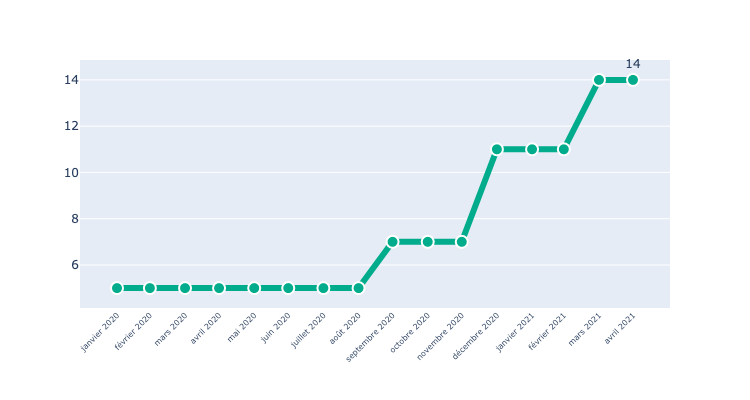 14
14
12
10
8
6
janvier 2020
février 2020
mars 2020
avril 2020
mai 2020
juin 2020
juillet 2020
août 2020
septembre 2020
octobre 2020
novembre 2020
décembre 2020
janvier 2021
février 2021
mars 2021
avril 2021